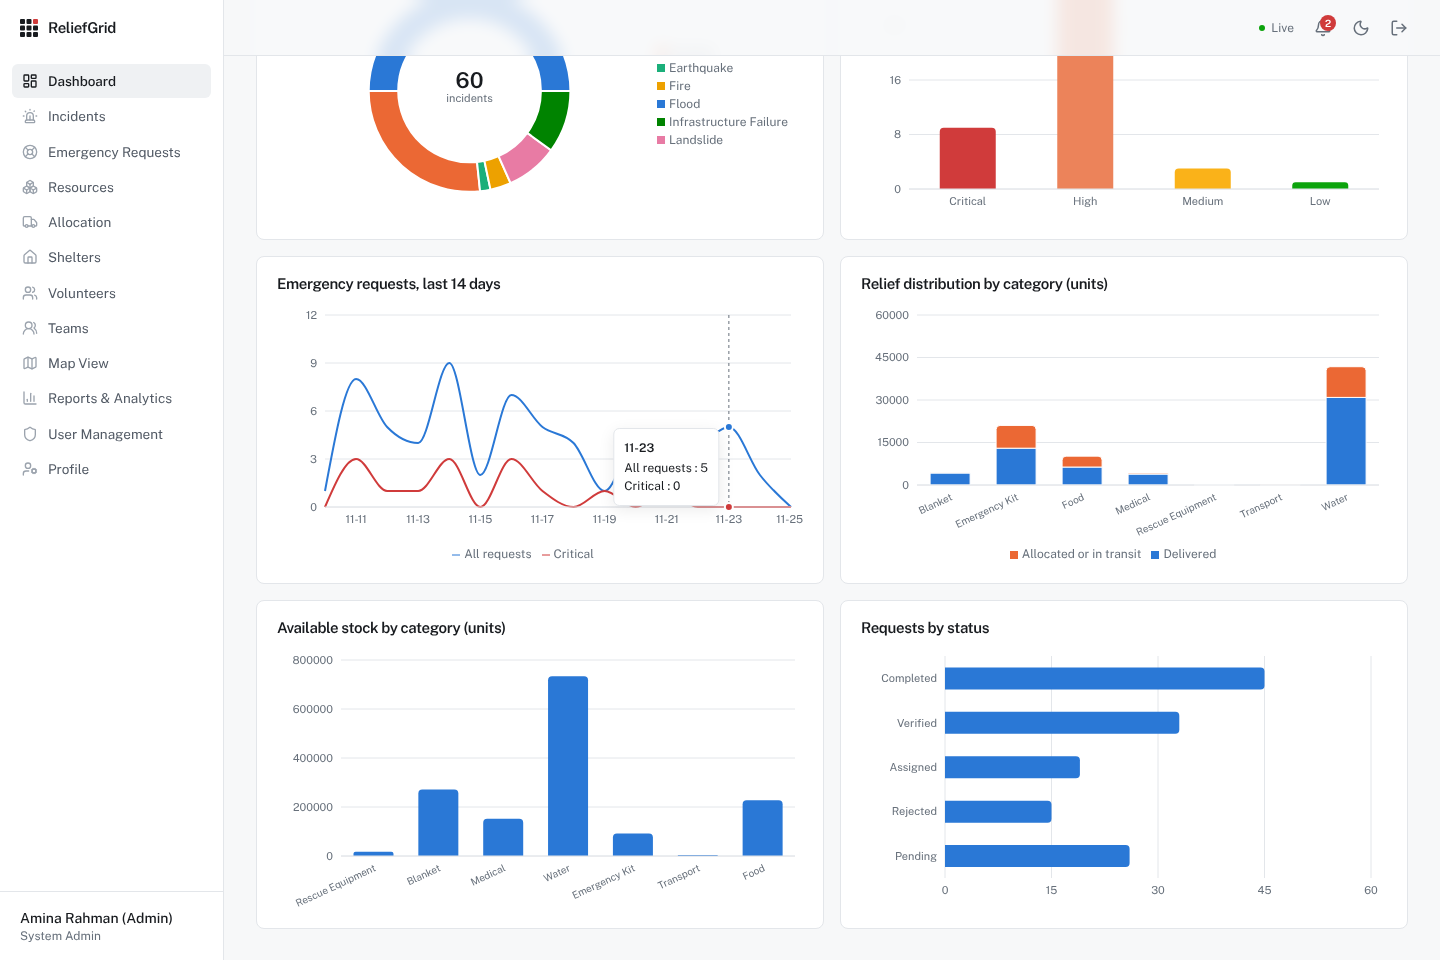 ReliefGrid
Live
2
Dashboard
Incidents
Emergency Requests
Resources
Allocation
Shelters
Volunteers
Teams
Map View
Reports & Analytics
User Management
Profile
Amina Rahman (Admin)
System Admin
60
incidents
Earthquake
Fire
Flood
Infrastructure Failure
Landslide
16
8
0
Critical
High
Medium
Low
Emergency requests, last 14 days
12
9
6
3
0
11-11
11-13
11-15
11-17
11-19
11-21
11-23
11-25
11-23
All requests : 5
Critical : 0
All requests
Critical
Relief distribution by category (units)
60000
45000
30000
15000
0
Blanket
Emergency Kit
Food
Medical
Rescue Equipment
Transport
Water
Allocated or in transit
Delivered
Available stock by category (units)
800000
600000
400000
200000
0
Rescue Equipment
Blanket
Medical
Water
Emergency Kit
Transport
Food
Requests by status
Completed
Verified
Assigned
Rejected
Pending
0
15
30
45
60